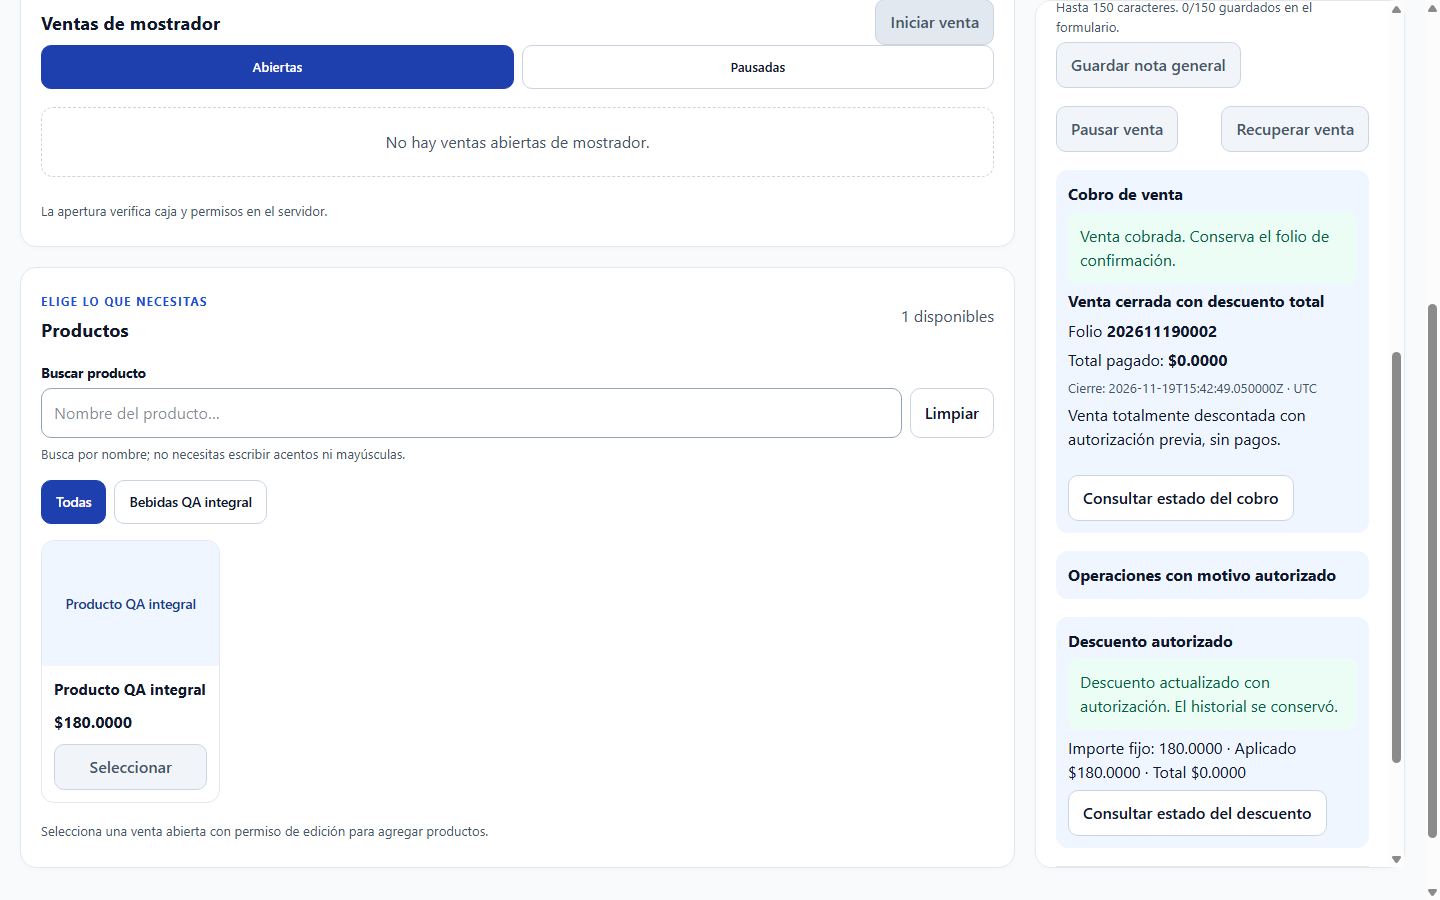 Ventas de mostrador
Iniciar venta
Abiertas
Pausadas
No hay ventas abiertas de mostrador.
La apertura verifica caja y permisos en el servidor.
ELIGE LO QUE NECESITAS
Productos
1 disponibles
Buscar producto
Nombre del producto...
Limpiar
Busca por nombre; no necesitas escribir acentos ni mayúsculas.
Todas
Bebidas QA integral
Producto QA integral
Producto QA integral
$180.0000
Seleccionar
Selecciona una venta abierta con permiso de edición para agregar productos.
Hasta 150 caracteres. 0/150 guardados en el
formulario.
Guardar nota general
Pausar venta
Recuperar venta
Cobro de venta
Venta cobrada. Conserva el folio de
confirmación.
Venta cerrada con descuento total
Folio 202611190002
Total pagado: $0.0000
Cierre: 2026-11-19T15:42:49.050000Z · UTC
Venta totalmente descontada con
autorización previa, sin pagos.
Consultar estado del cobro
Operaciones con motivo autorizado
Descuento autorizado
Descuento actualizado con
autorización. El historial se conservó.
Importe fijo: 180.0000 · Aplicado
$180.0000 · Total $0.0000
Consultar estado del descuento